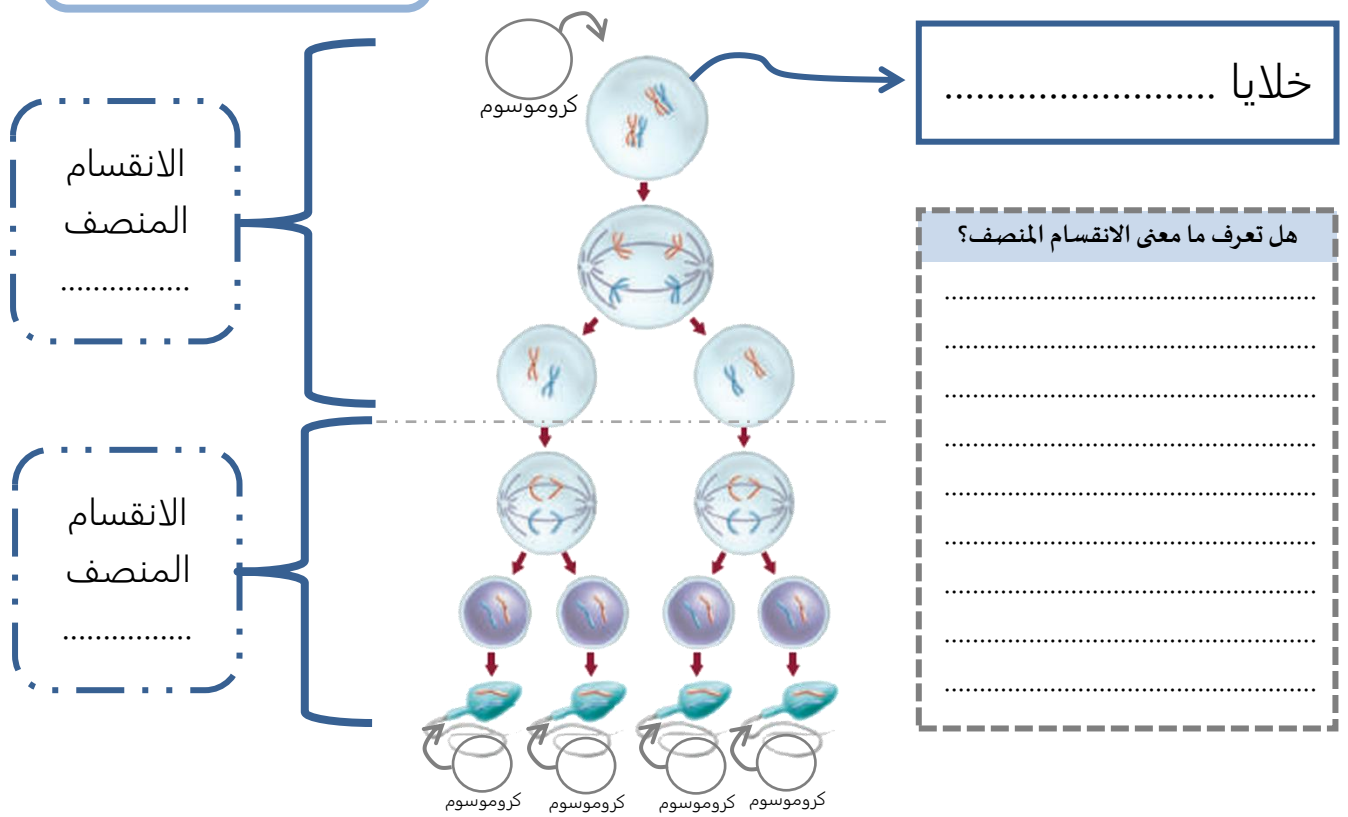 كروموسوم
خلايا ..........................
الانقسام
المنصف
................
هل تعرف ما معنى الانقسام المنصف؟
الانقسام
المنصف
................
كروموسوم كروموسوم كروموسوم كروموسوم